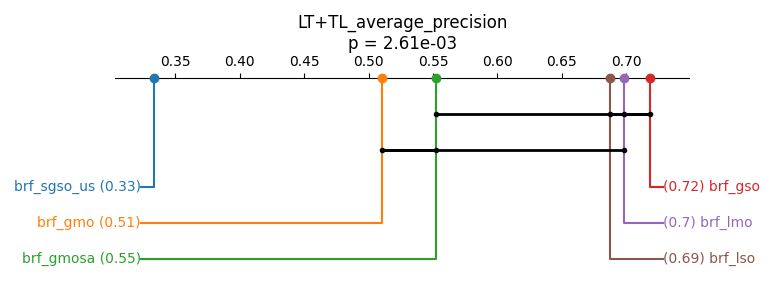 LT+TL_average_precision
p = 2.61e-03
0.35 0.40 0.45 0.50 0.55 0.60 0.65 0.70
brf_sgso_us (0.33) (0.72) brf_gso
brf_gmo (0.51) (0.7) brf_lmo
brf_gmosa (0.55) (0.69) brf_lso